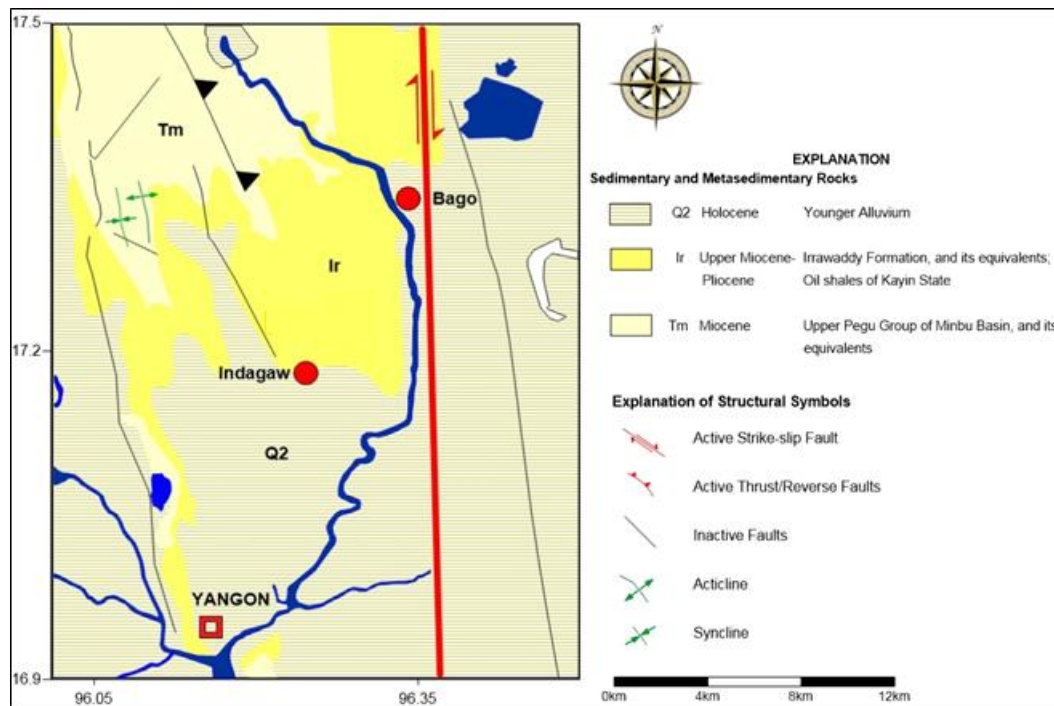 17.5
17.2
16.9
96.05
96.35
Tm
Ir
Q2
Bago
Indagaw
YANGON
N
EXPLANATION
Sedimentary and Metasedimentary Rocks
Q2 Holocene Younger Alluvium
Ir Upper Miocene- Irrawaddy Formation, and its equivalents;
Pliocene Oil shales of Kayin State
Tm Miocene Upper Pegu Group of Minbu Basin, and its
equivalents
Explanation of Structural Symbols
Active Strike-slip Fault
Active Thrust/Reverse Faults
Inactive Faults
Acticline
Syncline
0km 4km 8km 12km